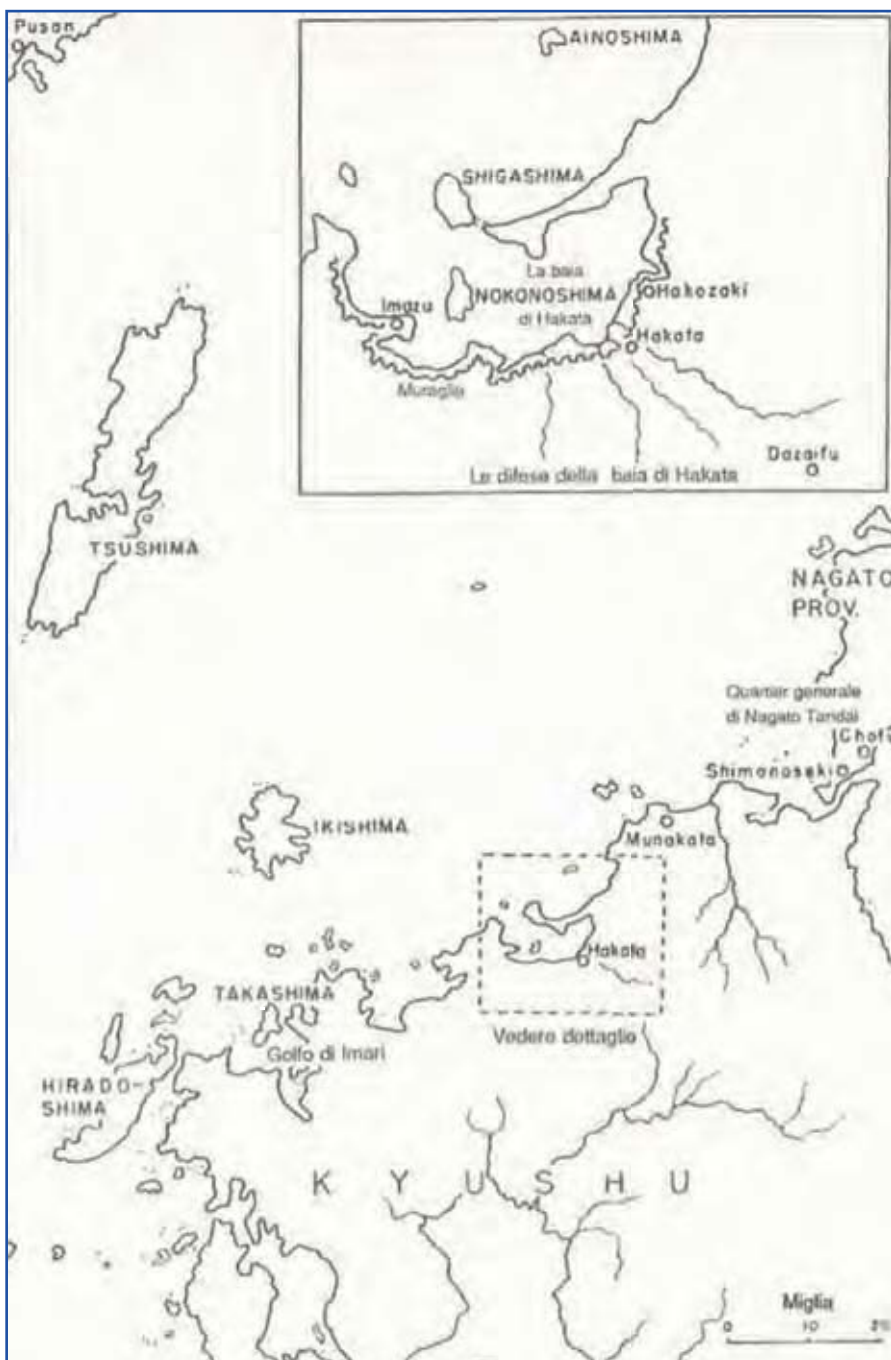 Pusan
AINOSHIMA
SHIGASHIMA
La baia
NOKONOSHIMA
di Hakata
Imazu
Hakozaki
Hakata
Muraglie
Dazaifu
Le difese della baia di Hakata
TSUSHIMA
NAGATO
PROV.
Quartier generale
di Nagato Tandai
Shimonoseki
IKISHIMA
Munakata
Hakata
TAKASHIMA
Vedere dettaglio
Golfo di Imari
HIRADO-
SHIMA
KYUSHU
Miglia
0 10